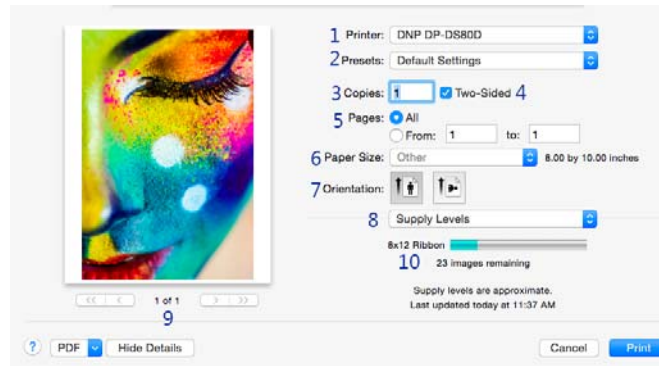 1 Printer: DNP DP-DS80D
2 Presets: Default Settings
3 Copies: 1 Two-Sided 4
5 Pages: All
From: 1 to: 1
6 Paper Size: Other 8.00 by 10.00 inches
7 Orientation:
8 Supply Levels
8x12 Ribbon
10 23 images remaining
Supply levels are approximate.
Last updated today at 11:37 AM
<< < 1 of 1 > >>
9
? PDF Hide Details Cancel Print